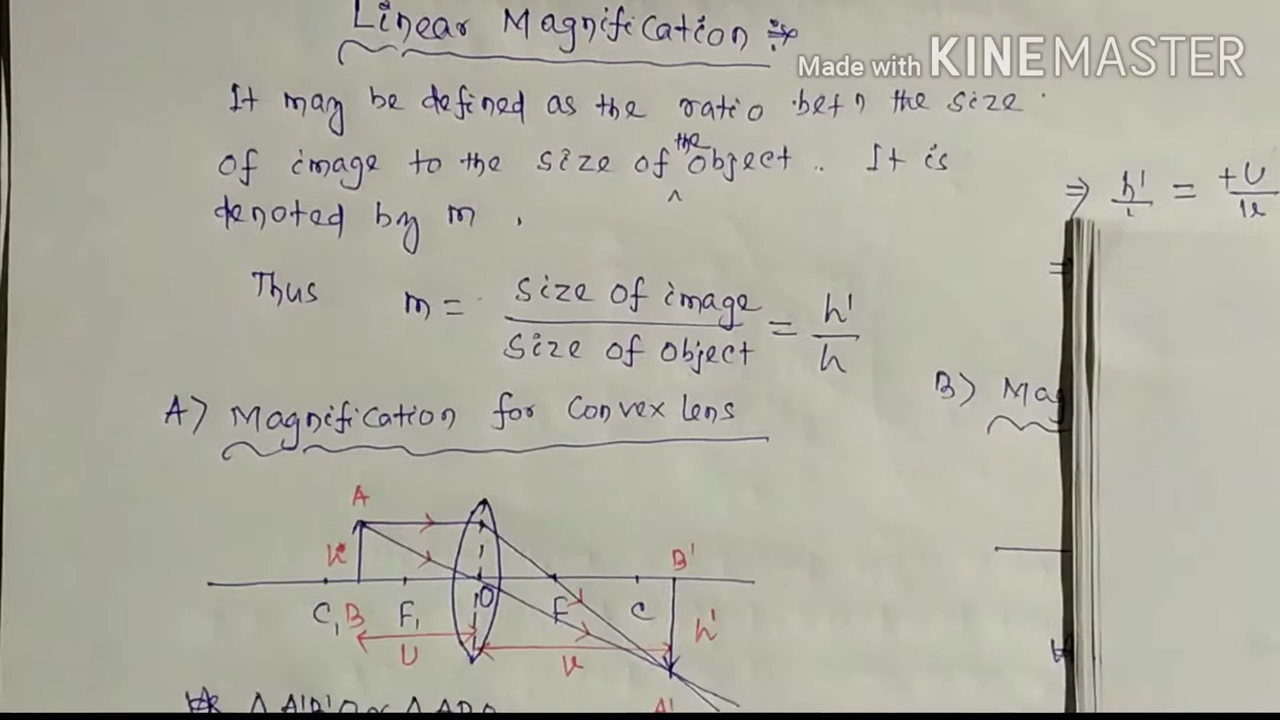 Linear Magnification :-
Made with KINEMASTER
It may be defined as the ratio betn the size
of image to the size of the object . It is
denoted by m .
⇒ h' = +v
u
Thus m = size of image = h'
size of object h
A) Magnification for convex lens
B) Mag
A
h
B'
C₁ B F₁ O F C
h'
U v
A'